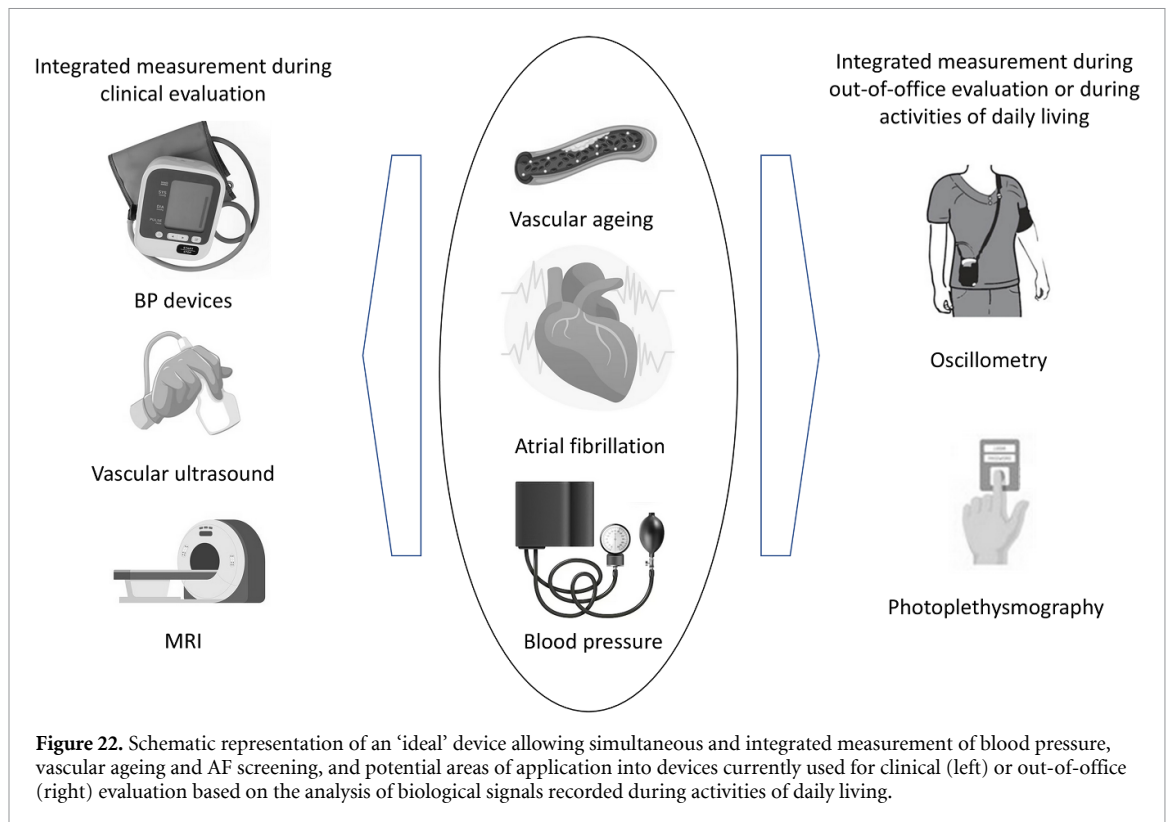 Integrated measurement during
clinical evaluation
BP devices
Vascular ultrasound
MRI
Vascular ageing
Atrial fibrillation
Blood pressure
Integrated measurement during
out-of-office evaluation or during
activities of daily living
Oscillometry
Photoplethysmography
Figure 22. Schematic representation of an ‘ideal’ device allowing simultaneous and integrated measurement of blood pressure,
vascular ageing and AF screening, and potential areas of application into devices currently used for clinical (left) or out-of-office
(right) evaluation based on the analysis of biological signals recorded during activities of daily living.